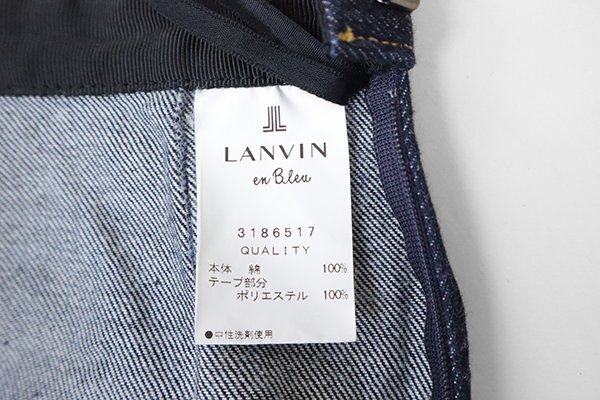 LANVIN
en Bleu
3186517
QUALITY
本体 綿 100%
テープ部分
ポリエステル 100%
●中性洗剤使用